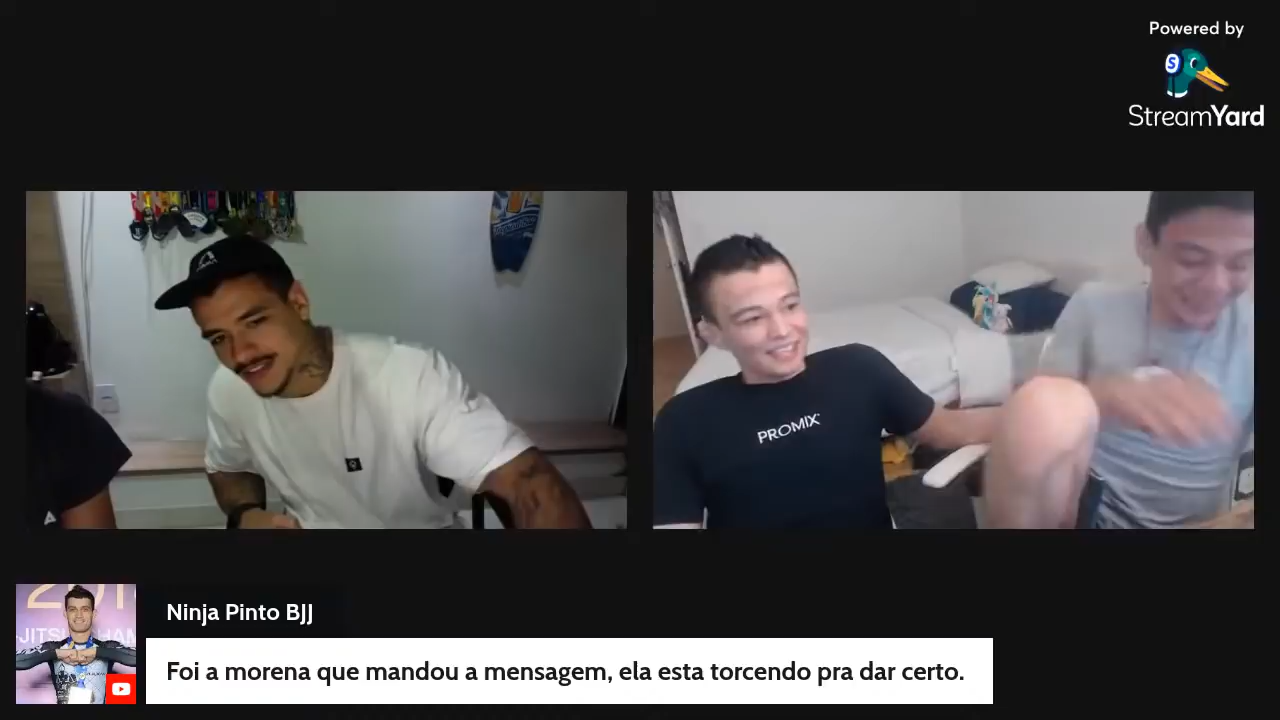 Powered by
StreamYard
PROMIX
Ninja Pinto BJJ
Foi a morena que mandou a mensagem, ela esta torcendo pra dar certo.